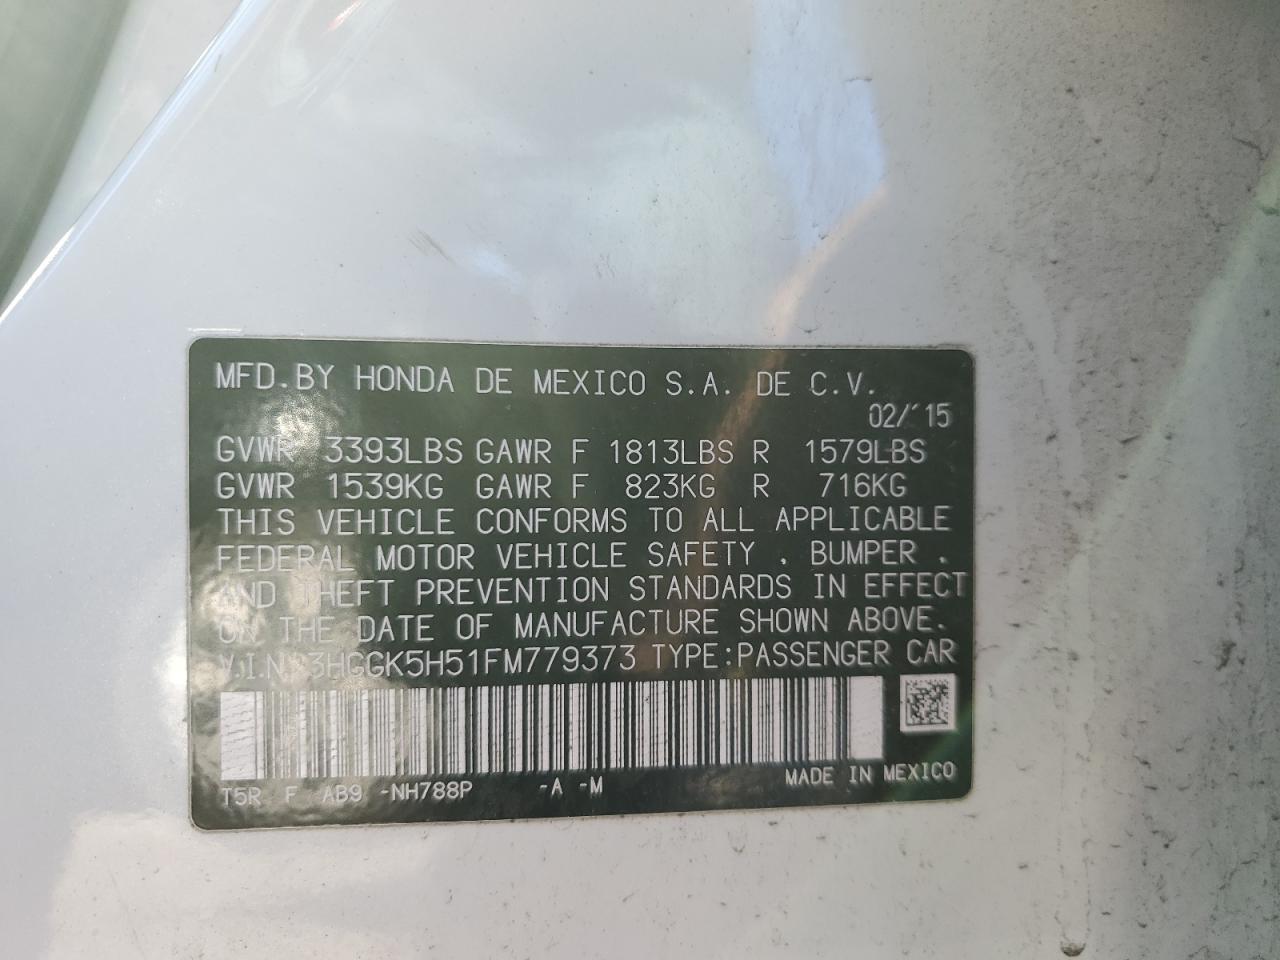 MFD.BY HONDA DE MEXICO S.A. DE C.V.
02/'15
GVWR 3393LBS GAWR F 1813LBS R 1579LBS
GVWR 1539KG GAWR F 823KG R 716KG
THIS VEHICLE CONFORMS TO ALL APPLICABLE
FEDERAL MOTOR VEHICLE SAFETY , BUMPER ,
AND THEFT PREVENTION STANDARDS IN EFFECT
ON THE DATE OF MANUFACTURE SHOWN ABOVE.
V.I.N. 3HGGK5H51FM779373 TYPE:PASSENGER CAR
T5R F AB9 -NH788P -A -M MADE IN MEXICO